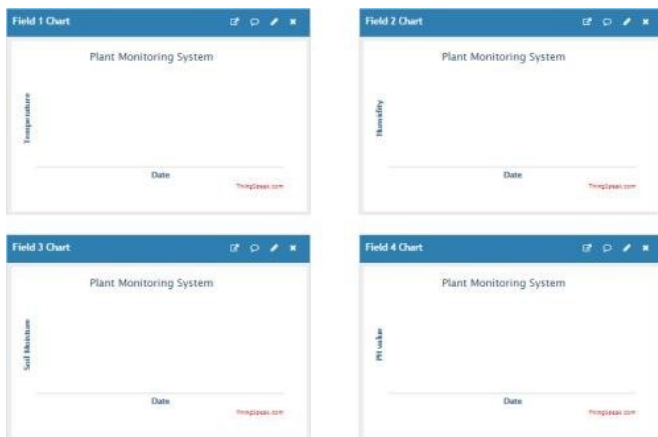 Field 1 Chart
Plant Monitoring System
Temperature
Date
ThingSpeak.com
Field 2 Chart
Plant Monitoring System
Humidity
Date
ThingSpeak.com
Field 3 Chart
Plant Monitoring System
Soil Moisture
Date
ThingSpeak.com
Field 4 Chart
Plant Monitoring System
PH value
Date
ThingSpeak.com